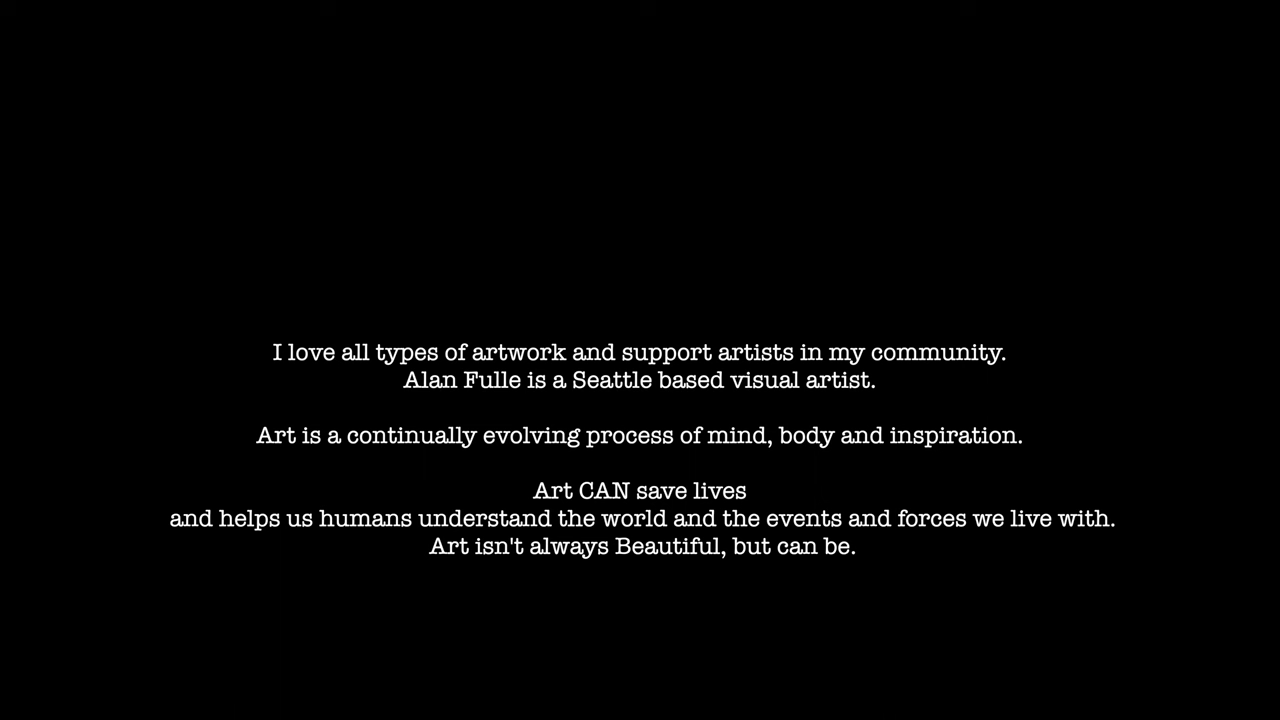 I love all types of artwork and support artists in my community.
Alan Fulle is a Seattle based visual artist.
Art is a continually evolving process of mind, body and inspiration.
Art CAN save lives
and helps us humans understand the world and the events and forces we live with.
Art isn't always Beautiful, but can be.